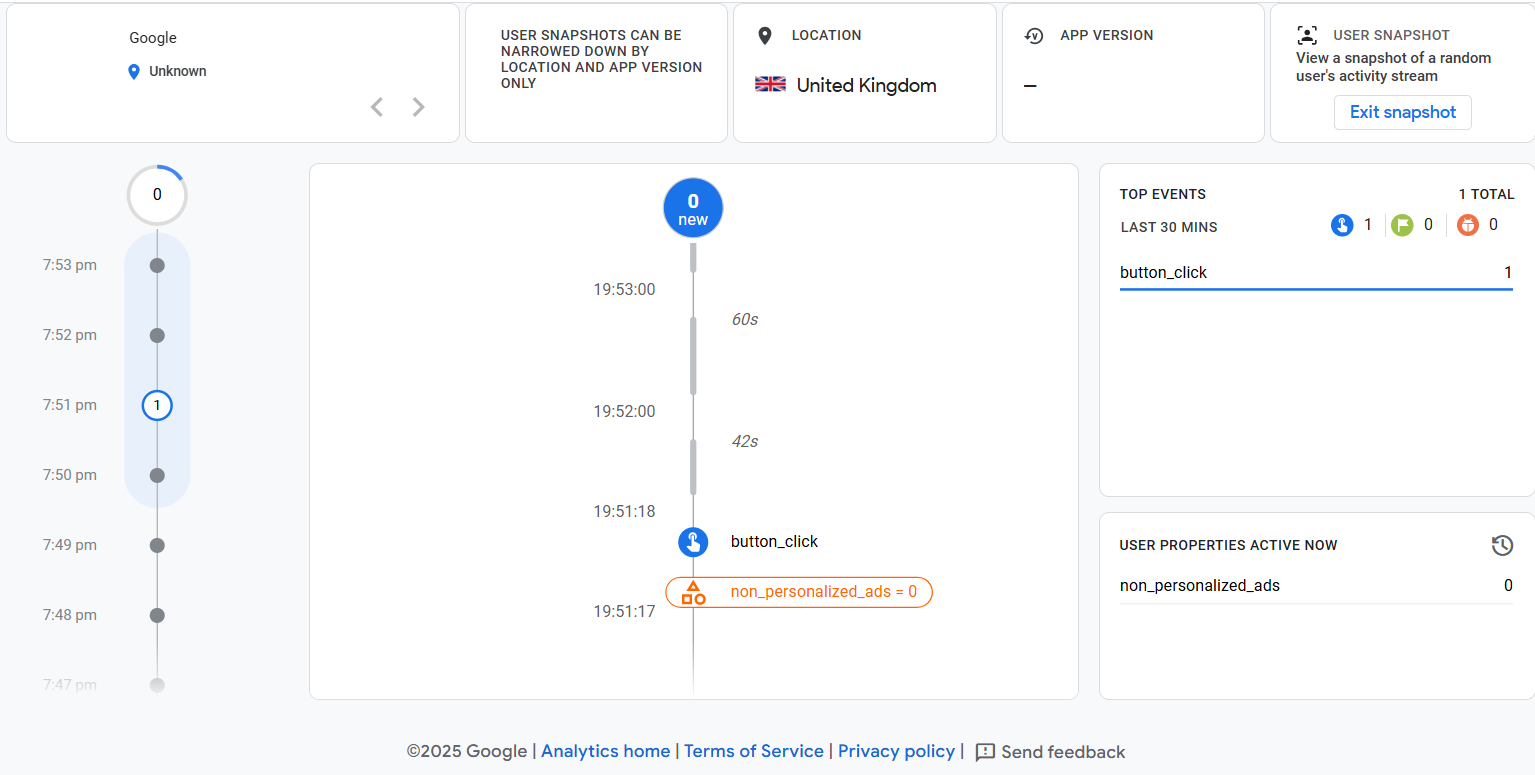 Google
Unknown
USER SNAPSHOTS CAN BE
NARROWED DOWN BY
LOCATION AND APP VERSION
ONLY
LOCATION
United Kingdom
APP VERSION
–
USER SNAPSHOT
View a snapshot of a random
user's activity stream
Exit snapshot
0
7:53 pm
7:52 pm
7:51 pm
1
7:50 pm
7:49 pm
7:48 pm
7:47 pm
0
new
19:53:00
60s
19:52:00
42s
19:51:18
button_click
non_personalized_ads = 0
19:51:17
TOP EVENTS
1 TOTAL
LAST 30 MINS
1
0
0
button_click
1
USER PROPERTIES ACTIVE NOW
non_personalized_ads
0
©2025 Google | Analytics home | Terms of Service | Privacy policy | Send feedback